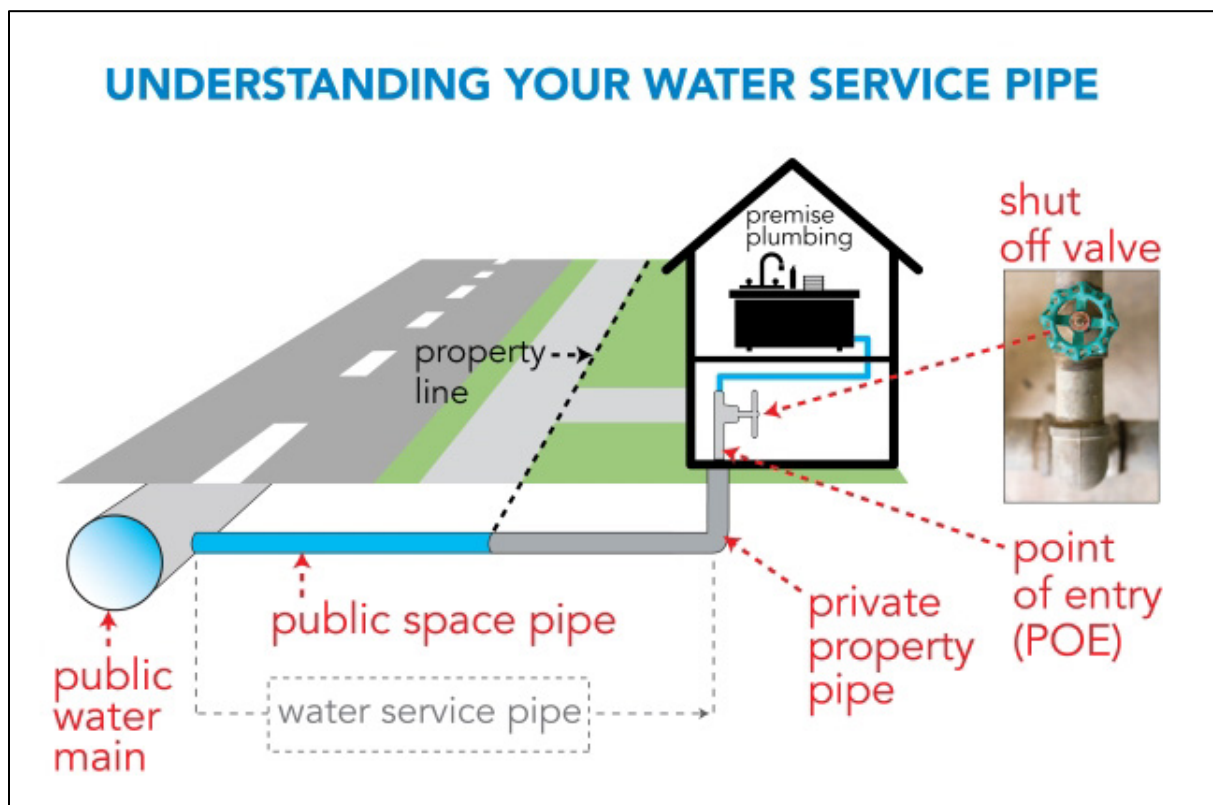 UNDERSTANDING YOUR WATER SERVICE PIPE
premise
plumbing
shut
off valve
property
line
public space pipe
private
property
pipe
point
of entry
(POE)
public
water
main
water service pipe